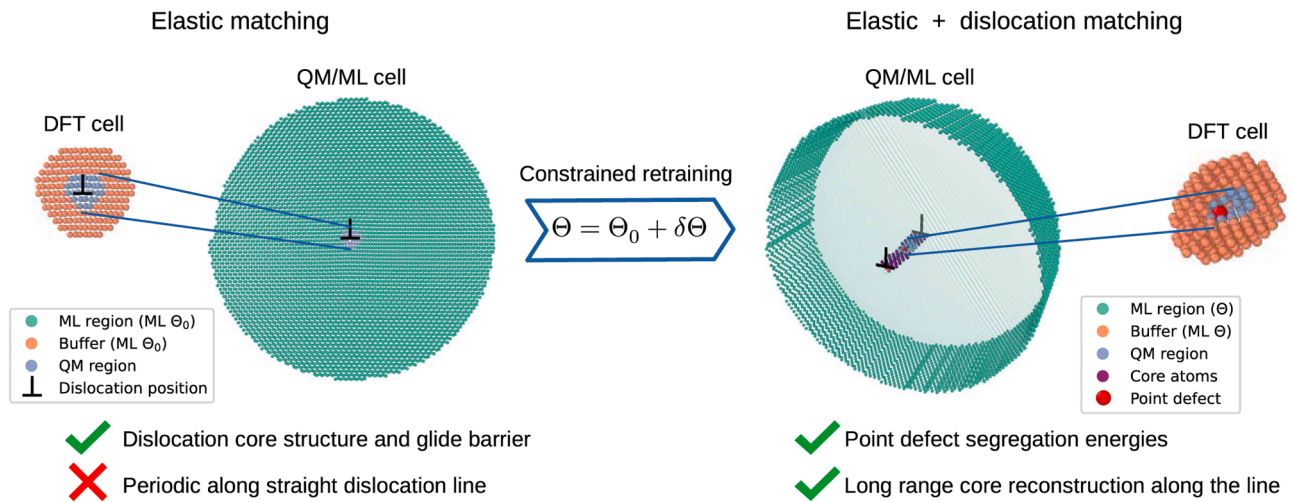 Elastic matching
QM/ML cell
DFT cell
ML region (ML Θ₀)
Buffer (ML Θ₀)
QM region
Dislocation position
Dislocation core structure and glide barrier
Periodic along straight dislocation line
Constrained retraining
Θ = Θ₀ + δΘ
Elastic + dislocation matching
QM/ML cell
DFT cell
ML region (Θ)
Buffer (ML Θ)
QM region
Core atoms
Point defect
Point defect segregation energies
Long range core reconstruction along the line